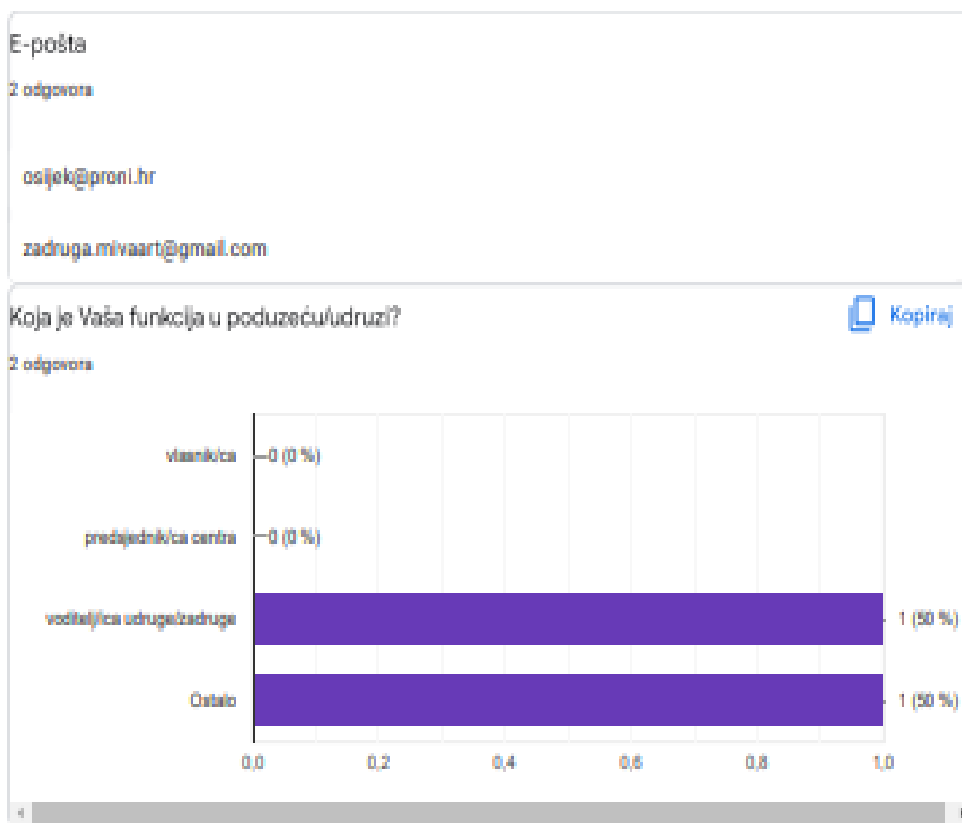 E-pošta
2 odgovora
osijek@proni.hr
zadruga.mivaart@gmail.com
Koja je Vaša funkcija u poduzeću/udruzi?
Kopiraj
2 odgovora
vlasnik/ca
0 (0 %)
predsjednik/ca centra
0 (0 %)
voditelj/ica udruge/zadruge
1 (50 %)
Ostalo
1 (50 %)
0,0 0,2 0,4 0,6 0,8 1,0